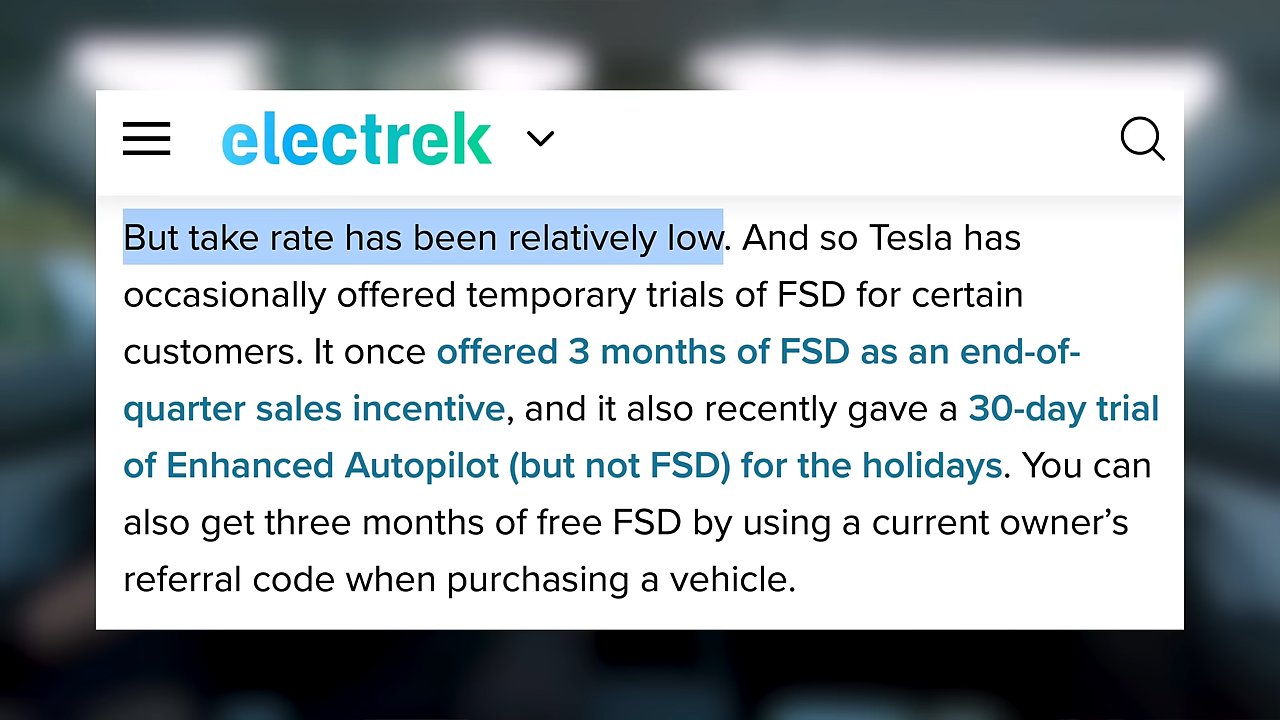 electrek
But take rate has been relatively low. And so Tesla has
occasionally offered temporary trials of FSD for certain
customers. It once offered 3 months of FSD as an end-of-
quarter sales incentive, and it also recently gave a 30-day trial
of Enhanced Autopilot (but not FSD) for the holidays. You can
also get three months of free FSD by using a current owner’s
referral code when purchasing a vehicle.